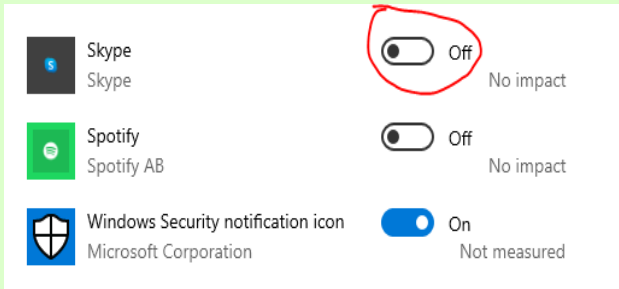 Skype Off
Skype No impact
Spotify Off
Spotify AB No impact
Windows Security notification icon On
Microsoft Corporation Not measured